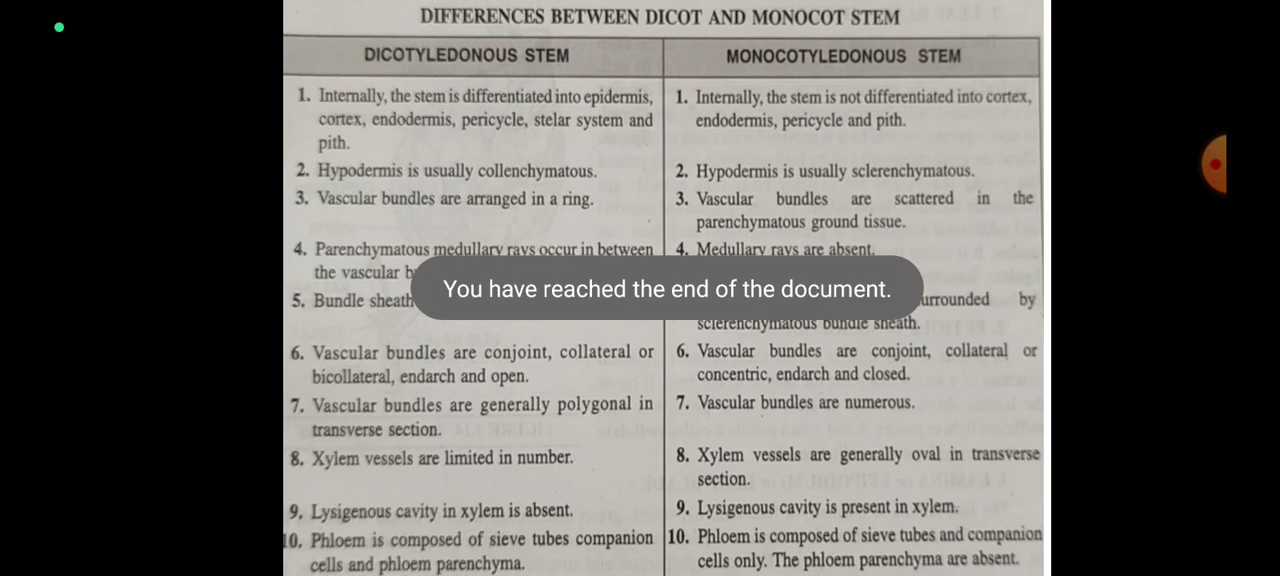 DIFFERENCES BETWEEN DICOT AND MONOCOT STEM
DICOTYLEDONOUS STEM
1. Internally, the stem is differentiated into epidermis,
cortex, endodermis, pericycle, stelar system and
pith.
2. Hypodermis is usually collenchymatous.
3. Vascular bundles are arranged in a ring.
4. Parenchymatous medullary rays occur in between
the vascular
5. Bundle sheath
6. Vascular bundles are conjoint, collateral or
bicollateral, endarch and open.
7. Vascular bundles are generally polygonal in
transverse section.
8. Xylem vessels are limited in number.
9. Lysigenous cavity in xylem is absent.
10. Phloem is composed of sieve tubes companion
cells and phloem parenchyma.
MONOCOTYLEDONOUS STEM
1. Internally, the stem is not differentiated into cortex,
endodermis, pericycle and pith.
2. Hypodermis is usually sclerenchymatous.
3. Vascular bundles are scattered in the
parenchymatous ground tissue.
4. Medullary rays are absent.
urrounded by
sclerenchymatous bundle sheath.
6. Vascular bundles are conjoint, collateral or
concentric, endarch and closed.
7. Vascular bundles are numerous.
8. Xylem vessels are generally oval in transverse
section.
9. Lysigenous cavity is present in xylem.
10. Phloem is composed of sieve tubes and companion
cells only. The phloem parenchyma are absent.
You have reached the end of the document.